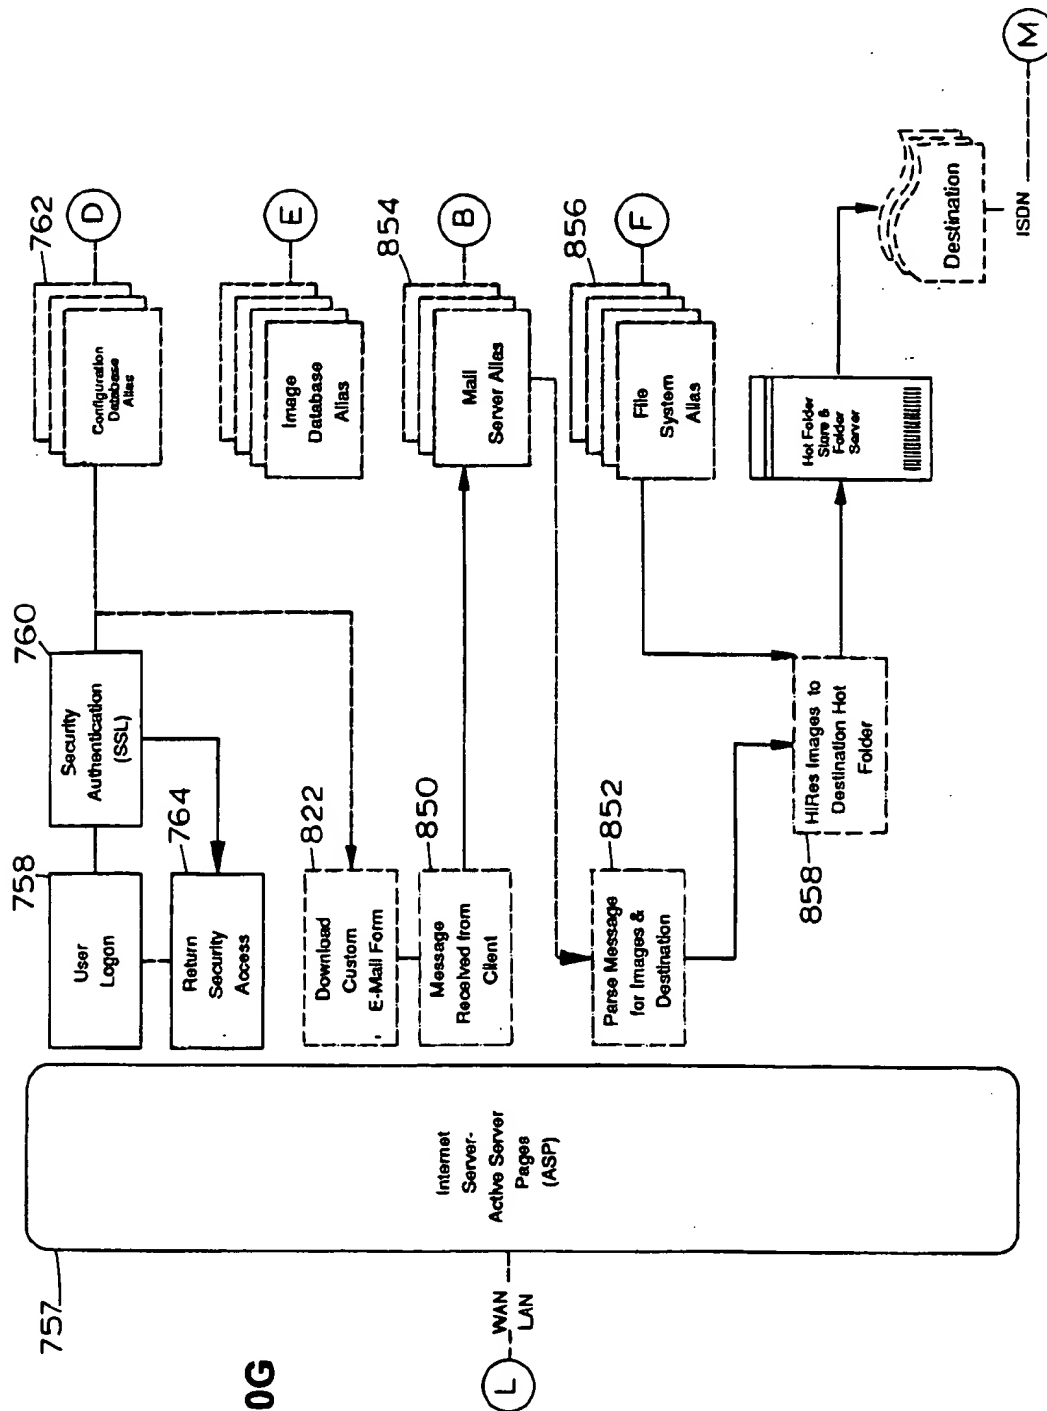 757
Internet
Server-
Active Server
Pages
(ASP)
L
WAN
LAN
0G
758
User
Logon
760
Security
Authentication
(SSL)
762
Configuration
Database
Alias
D
764
Return
Security
Access
Image
Database
Alias
E
822
Download
Custom
E-Mail Form
850
Message
Received from
Client
854
Mail
Server Alias
B
852
Parse Message
for Images &
Destination
856
File
System
Alias
F
858
HiRes Images to
Destination Hot
Folder
Hot Folder
Store &
Folder
Server
Destination
ISDN
M